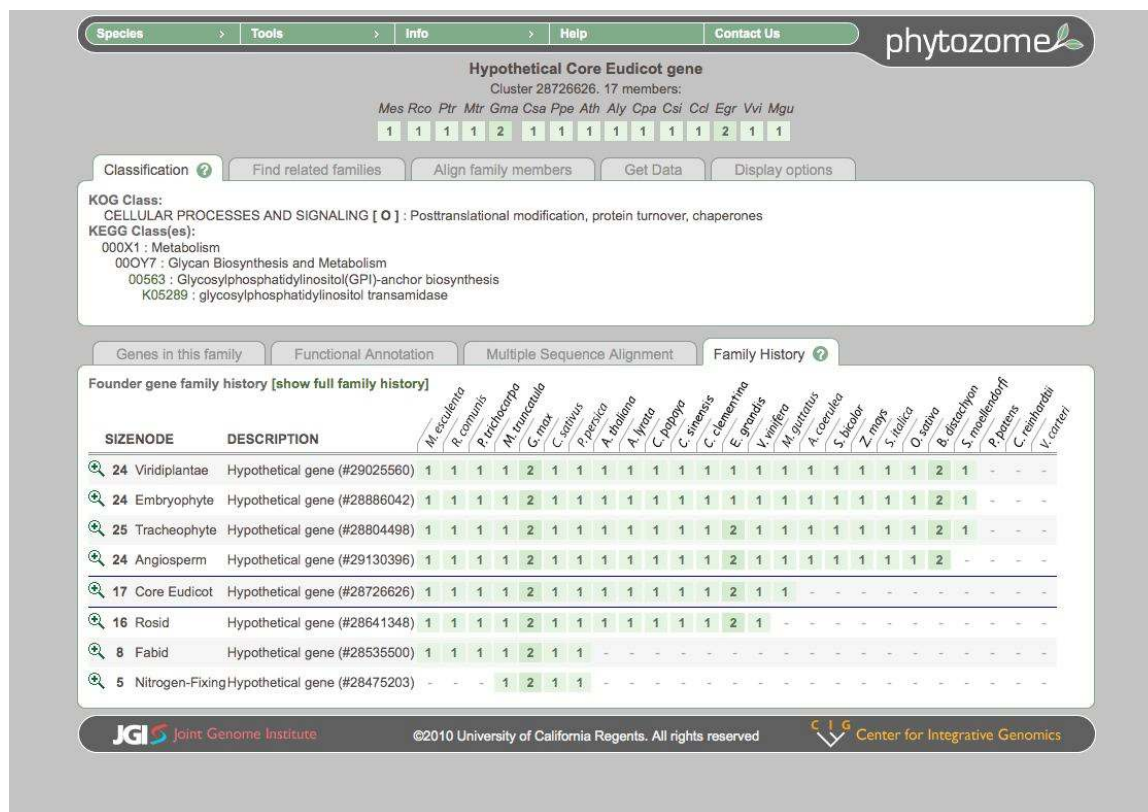 Species > Tools > Info > Help Contact Us phytozome
Hypothetical Core Eudicot gene
Cluster 28726626. 17 members:
Mes Rco Ptr Mtr Gma Csa Ppe Ath Aly Cpa Csi Ccl Egr Vvi Mgu
1 1 1 1 2 1 1 1 1 1 1 1 2 1 1
Classification ? Find related families Align family members Get Data Display options
KOG Class:
CELLULAR PROCESSES AND SIGNALING [ O ] : Posttranslational modification, protein turnover, chaperones
KEGG Class(es):
000X1 : Metabolism
00OY7 : Glycan Biosynthesis and Metabolism
00563 : Glycosylphosphatidylinositol(GPI)-anchor biosynthesis
K05289 : glycosylphosphatidylinositol transamidase
Genes in this family Functional Annotation Multiple Sequence Alignment Family History ?
Founder gene family history [show full family history]
SIZE NODE DESCRIPTION M. esculenta R. comunis P. trichocarpa M. truncatula G. max C. sativus P. persica A. thaliana A. lyrata C. papaya C. sinensis C. clementina E. grandis V. vinifera M. guttatus A. coerulea S. bicolor Z. mays S. italica O. sativa B. distachyon S. moellendorfi P. patens C. reinhardtii V. carteri
24 Viridiplantae Hypothetical gene (#29025560) 1 1 1 1 2 1 1 1 1 1 1 1 1 1 1 1 1 1 1 1 2 1 - - -
24 Embryophyte Hypothetical gene (#28886042) 1 1 1 1 2 1 1 1 1 1 1 1 1 1 1 1 1 1 1 1 2 1 - - -
25 Tracheophyte Hypothetical gene (#28804498) 1 1 1 1 2 1 1 1 1 1 1 1 2 1 1 1 1 1 1 1 2 1 - - -
24 Angiosperm Hypothetical gene (#29130396) 1 1 1 1 2 1 1 1 1 1 1 1 2 1 1 1 1 1 1 1 2 - - - -
17 Core Eudicot Hypothetical gene (#28726626) 1 1 1 1 2 1 1 1 1 1 1 1 2 1 1 - - - - - - - - - -
16 Rosid Hypothetical gene (#28641348) 1 1 1 1 2 1 1 1 1 1 1 1 2 1 - - - - - - - - - - -
8 Fabid Hypothetical gene (#28535500) 1 1 1 1 2 1 1 - - - - - - - - - - - - - - - - - -
5 Nitrogen-Fixing Hypothetical gene (#28475203) - - - 1 2 1 1 - - - - - - - - - - - - - - - - - -
JGI Joint Genome Institute ©2010 University of California Regents. All rights reserved CIG Center for Integrative Genomics